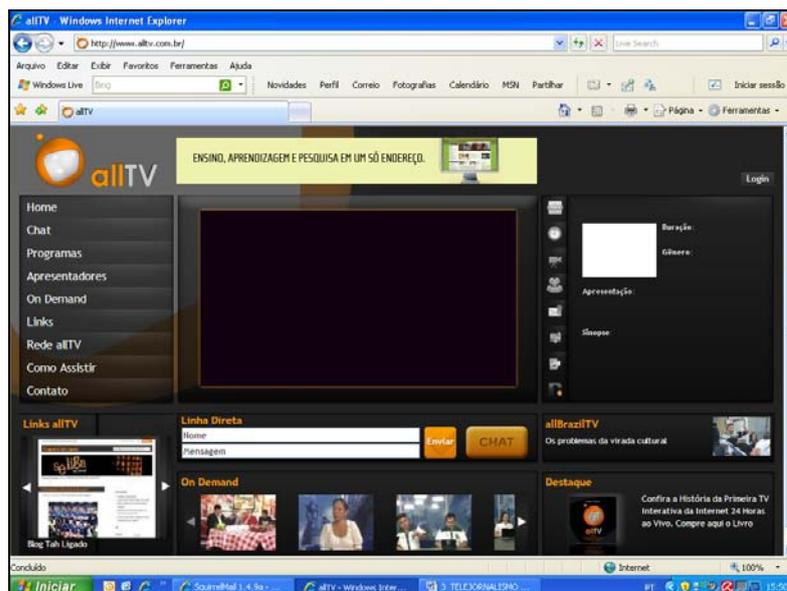 allTV - Windows Internet Explorer
http://www.alltv.com.br/
Live Search
Arquivo Editar Exibir Favoritos Ferramentas Ajuda
Windows Live Bing Novidades Perfil Correio Fotografias Calendário MSN Partilhar Iniciar sessão
allTV Página Ferramentas
allTV
ENSINO, APRENDIZAGEM E PESQUISA EM UM SÓ ENDEREÇO.
Login
Home
Chat
Programas
Apresentadores
On Demand
Links
Rede allTV
Como Assistir
Contato
Duração:
Gênero:
Apresentação:
Sinopse:
Links allTV
Blog Tah Ligado
Linha Direta
Nome
Mensagem
Enviar
CHAT
On Demand
allBrazilTV
Os problemas da virada cultural
Destaque
allTV
Confira a História da Primeira TV
Interativa da Internet 24 Horas
ao Vivo. Compre aqui o Livro
Concluído Internet 100%
Iniciar SquirrelMail 1.4.9a - ... allTV - Windows Inter... 3 TELEJORNALISMO ... PT 15:50